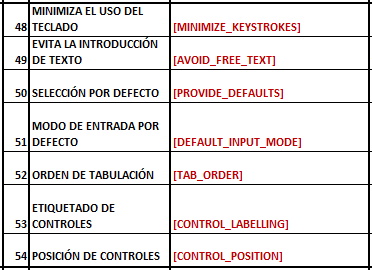 48 MINIMIZA EL USO DEL
TECLADO [MINIMIZE_KEYSTROKES]
49 EVITA LA INTRODUCCIÓN
DE TEXTO [AVOID_FREE_TEXT]
50 SELECCIÓN POR DEFECTO [PROVIDE_DEFAULTS]
51 MODO DE ENTRADA POR
DEFECTO [DEFAULT_INPUT_MODE]
52 ORDEN DE TABULACIÓN [TAB_ORDER]
53 ETIQUETADO DE
CONTROLES [CONTROL_LABELLING]
54 POSICIÓN DE CONTROLES [CONTROL_POSITION]